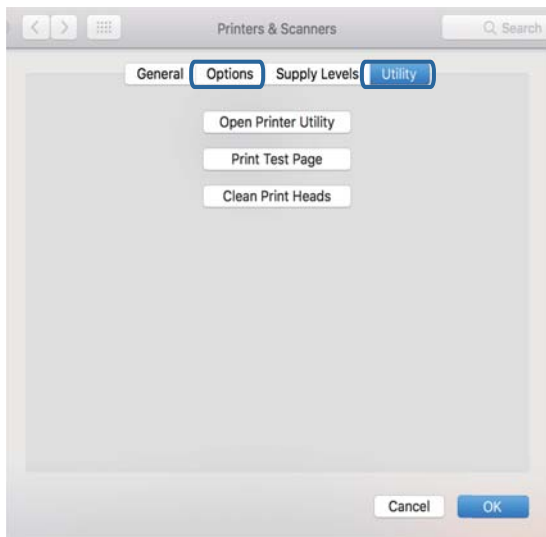 Printers & Scanners Search
General Options Supply Levels Utility
Open Printer Utility
Print Test Page
Clean Print Heads
Cancel OK